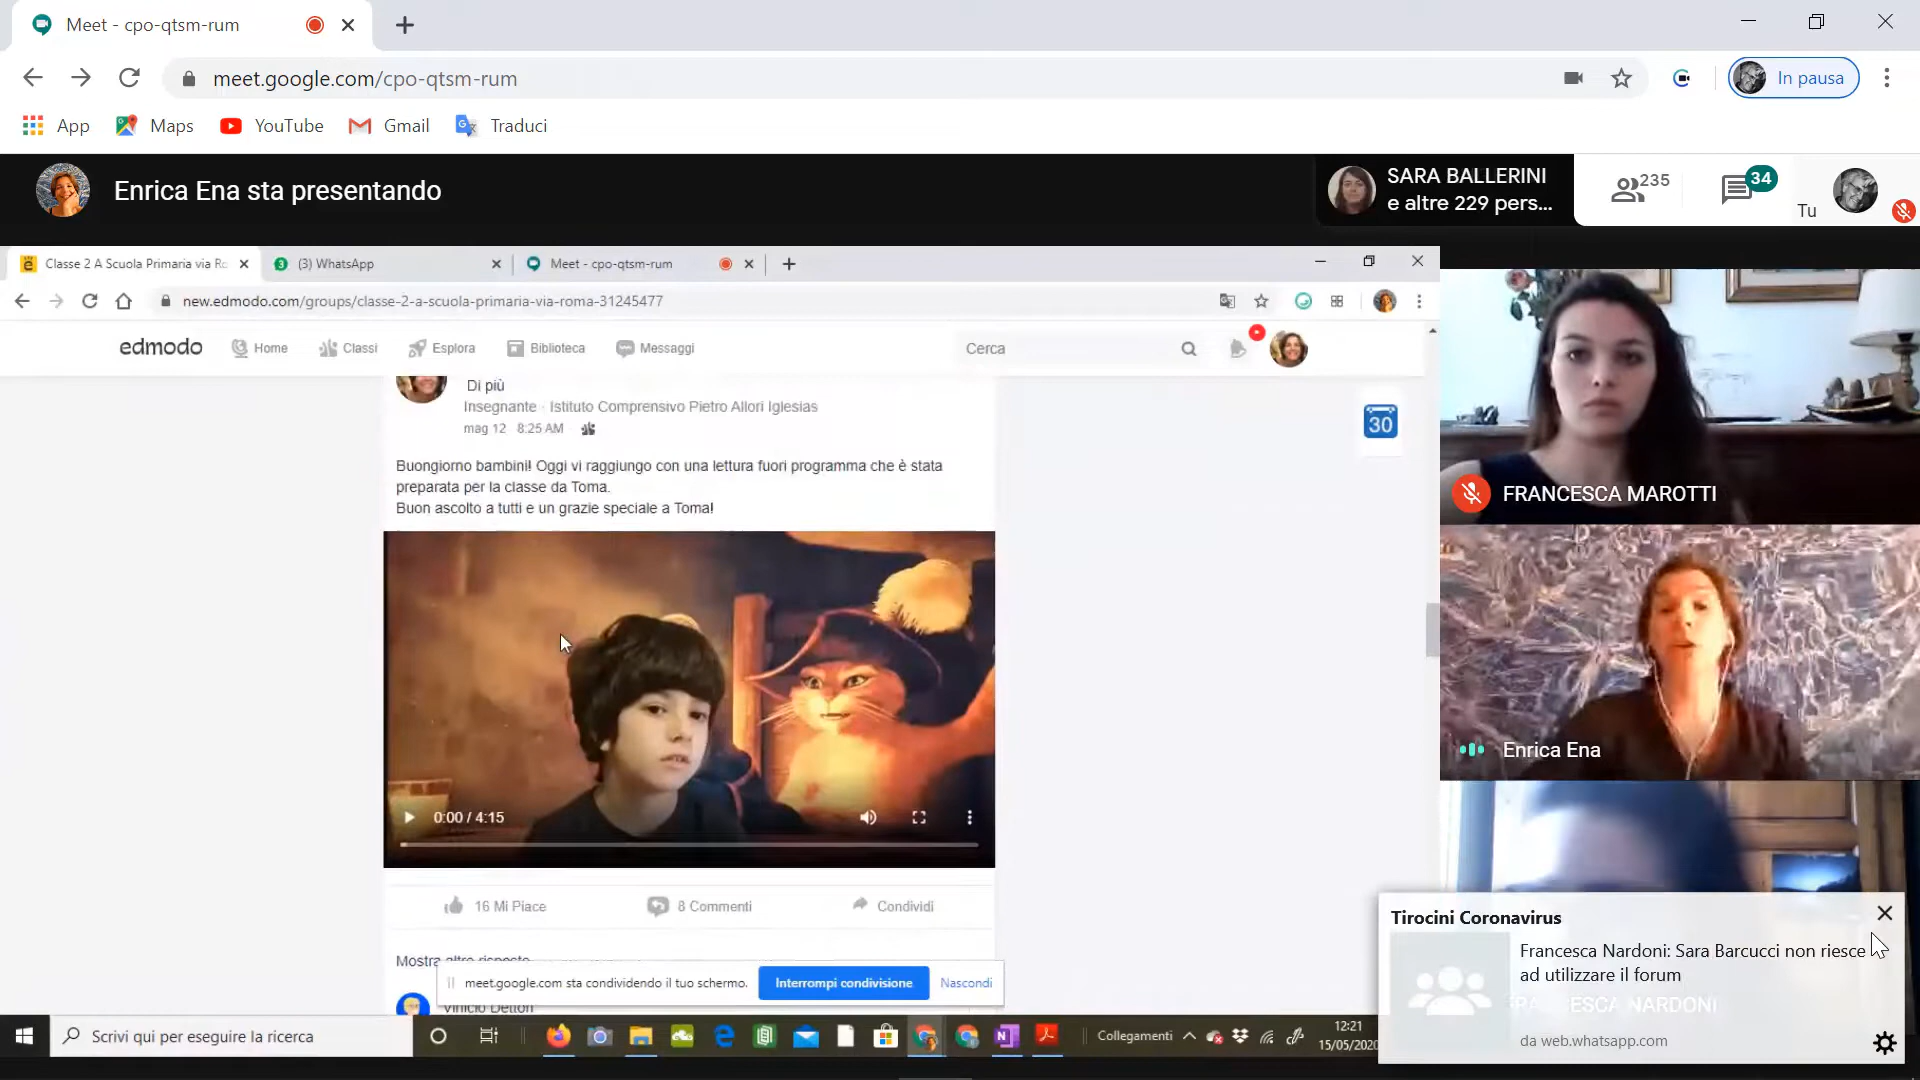 Meet - cpo-qtsm-rum
meet.google.com/cpo-qtsm-rum
In pausa
App
Maps
YouTube
Gmail
Traduci
Enrica Ena sta presentando
SARA BALLERINI
e altre 229 pers...
235
34
Tu
Classe 2 A Scuola Primaria via Ro
(3) WhatsApp
Meet - cpo-qtsm-rum
new.edmodo.com/groups/classe-2-a-scuola-primaria-via-roma-31245477
edmodo
Home
Classi
Esplora
Biblioteca
Messaggi
Cerca
Di più
Insegnante · Istituto Comprensivo Pietro Allori Iglesias
mag 12 8:25 AM
30
Buongiorno bambini! Oggi vi raggiungo con una lettura fuori programma che è stata
preparata per la classe da Toma.
Buon ascolto a tutti e un grazie speciale a Toma!
0:00 / 4:15
16 Mi Piace
8 Commenti
Condividi
Mostra altre risposte
meet.google.com sta condividendo il tuo schermo.
Interrompi condivisione
Nascondi
FRANCESCA MAROTTI
Enrica Ena
Tirocini Coronavirus
Francesca Nardoni: Sara Barcucci non riesce
ad utilizzare il forum
FRANCESCA NARDONI
da web.whatsapp.com
Scrivi qui per eseguire la ricerca
Collegamenti
12:21
15/05/2020